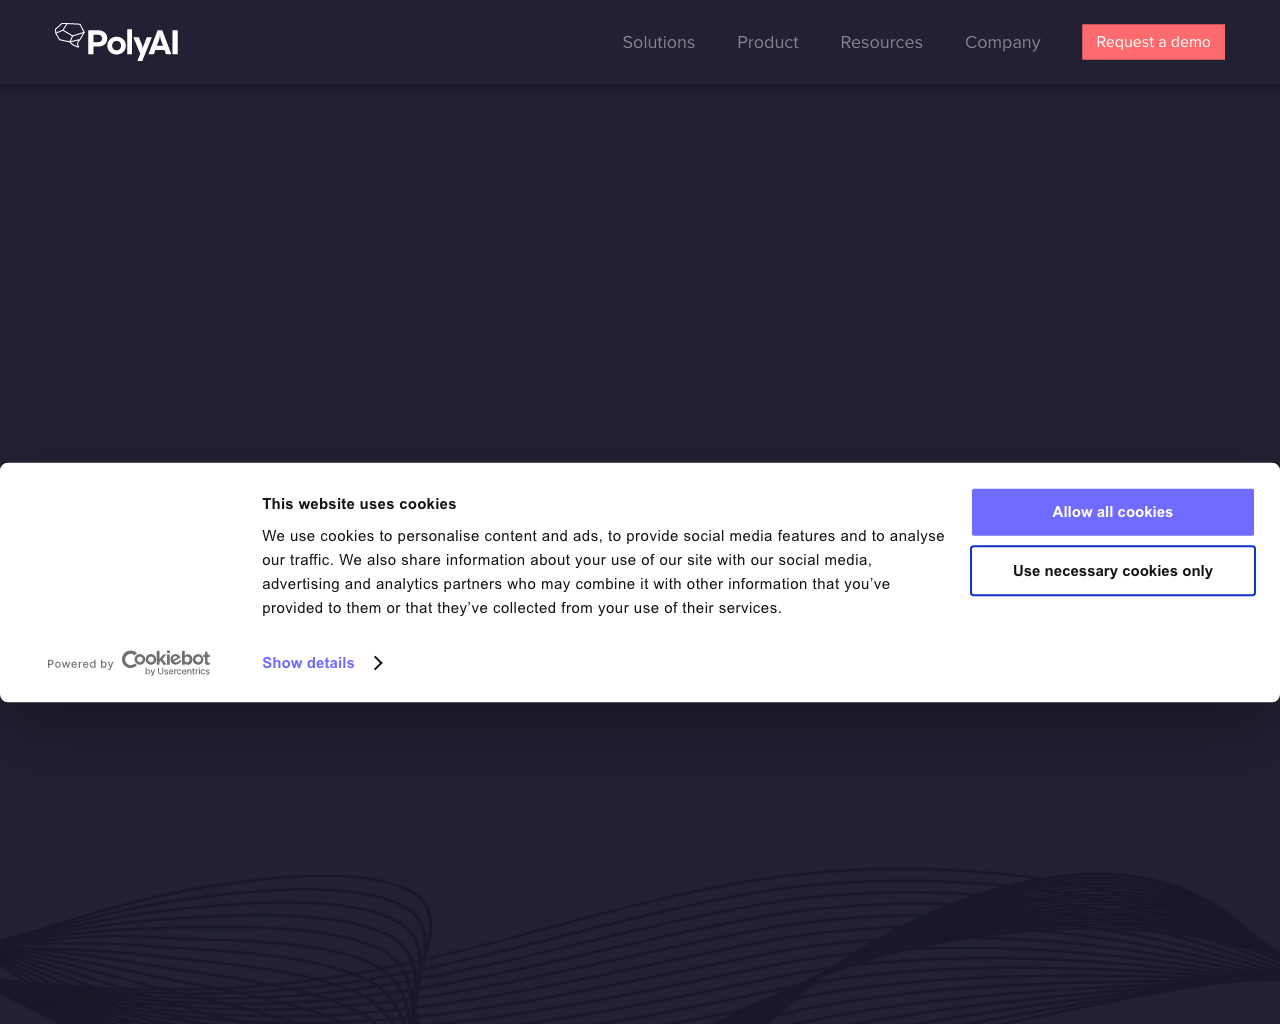 PolyAI
Solutions
Product
Resources
Company
Request a demo
This website uses cookies
We use cookies to personalise content and ads, to provide social media features and to analyse
our traffic. We also share information about your use of our site with our social media,
advertising and analytics partners who may combine it with other information that you've
provided to them or that they've collected from your use of their services.
Allow all cookies
Use necessary cookies only
Powered by Cookiebot
by Usercentrics
Show details